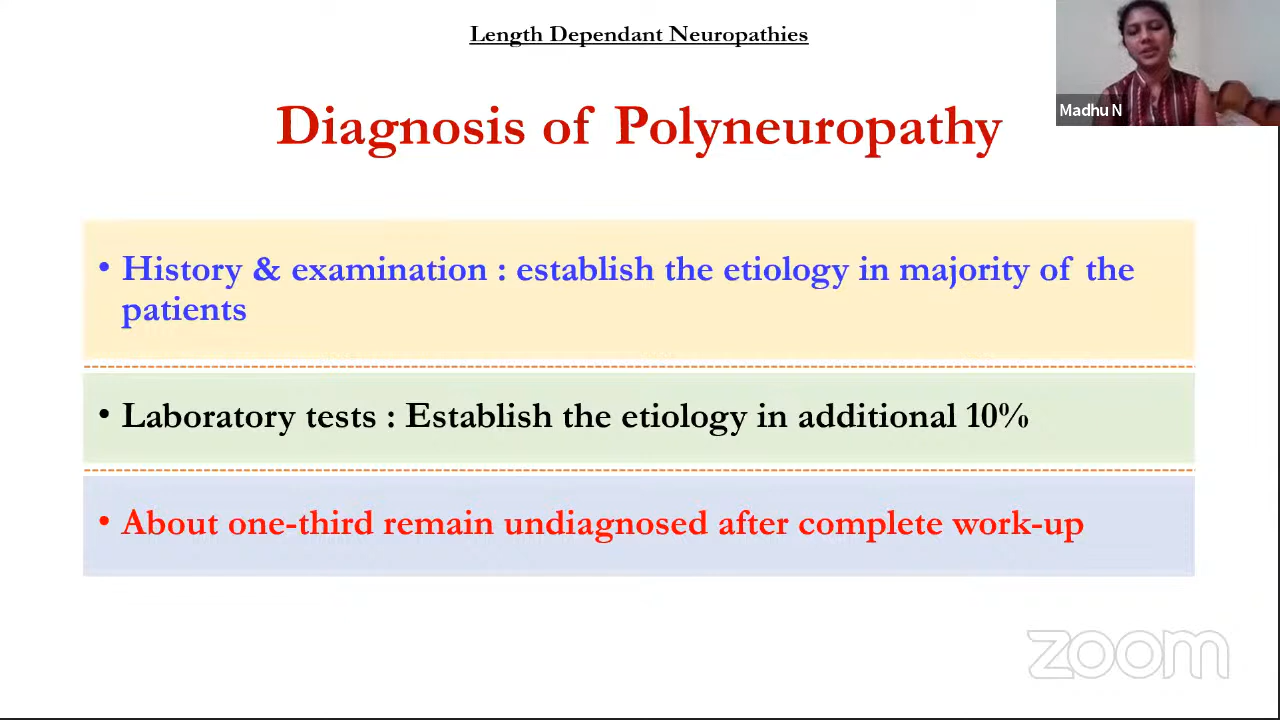 Length Dependant Neuropathies
Madhu N
Diagnosis of Polyneuropathy
• History & examination : establish the etiology in majority of the
patients
• Laboratory tests : Establish the etiology in additional 10%
• About one-third remain undiagnosed after complete work-up
zoom